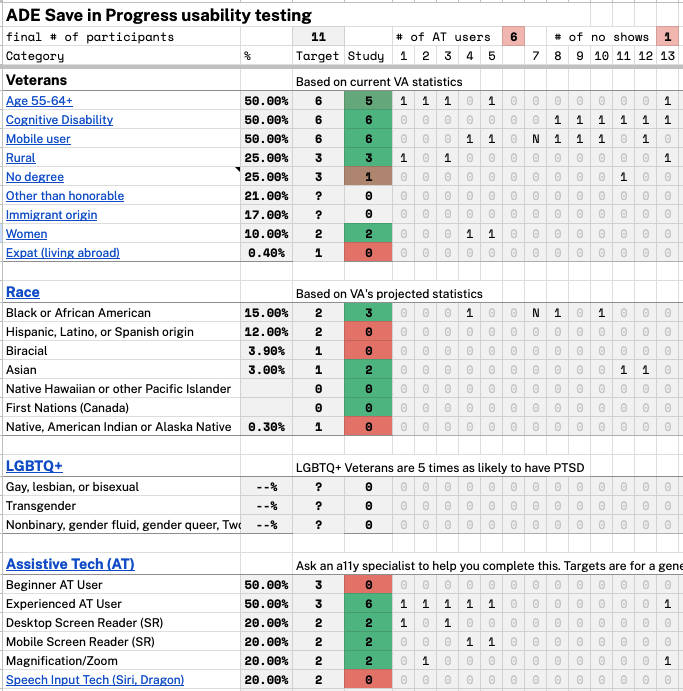 ADE Save in Progress usability testing
final # of participants 11 # of AT users 6 # of no shows 1
Category % Target Study 1 2 3 4 5 7 8 9 10 11 12 13
Veterans Based on current VA statistics
Age 55-64+ 50.00% 6 5 1 1 1 0 1 0 0 0 0 0 0 0 1
Cognitive Disability 50.00% 6 6 0 0 0 0 0 0 0 1 1 1 1 1 1
Mobile user 50.00% 6 6 0 0 0 1 1 0 N 1 1 1 0 1 0
Rural 25.00% 3 3 1 0 1 0 0 0 0 0 0 0 0 0 1
No degree 25.00% 3 1 0 0 0 0 0 0 0 0 0 0 1 0 0
Other than honorable 21.00% ? 0 0 0 0 0 0 0 0 0 0 0 0 0 0
Immigrant origin 17.00% ? 0 0 0 0 0 0 0 0 0 0 0 0 0 0
Women 10.00% 2 2 0 0 0 1 1 0 0 0 0 0 0 0 0
Expat (living abroad) 0.40% 1 0 0 0 0 0 0 0 0 0 0 0 0 0 0
Race Based on VA's projected statistics
Black or African American 15.00% 2 3 0 0 0 1 0 0 N 1 0 1 0 0 0
Hispanic, Latino, or Spanish origin 12.00% 2 0 0 0 0 0 0 0 0 0 0 0 0 0 0
Biracial 3.90% 1 0 0 0 0 0 0 0 0 0 0 0 0 0 0
Asian 3.00% 1 2 0 0 0 0 0 0 0 0 0 0 1 1 0
Native Hawaiian or other Pacific Islander 0 0 0 0 0 0 0 0 0 0 0 0 0 0 0
First Nations (Canada) 0 0 0 0 0 0 0 0 0 0 0 0 0 0 0
Native, American Indian or Alaska Native 0.30% 1 0 0 0 0 0 0 0 0 0 0 0 0 0 0
LGBTQ+ LGBTQ+ Veterans are 5 times as likely to have PTSD
Gay, lesbian, or bisexual --% ? 0 0 0 0 0 0 0 0 0 0 0 0 0 0
Transgender --% ? 0 0 0 0 0 0 0 0 0 0 0 0 0 0
Nonbinary, gender fluid, gender queer, Two --% ? 0 0 0 0 0 0 0 0 0 0 0 0 0 0
Assistive Tech (AT) Ask an a11y specialist to help you complete this. Targets are for a gene
Beginner AT User 50.00% 3 0 0 0 0 0 0 0 0 0 0 0 0 0 0
Experienced AT User 50.00% 3 6 1 1 1 1 1 0 0 0 0 0 0 0 1
Desktop Screen Reader (SR) 20.00% 2 2 1 0 1 0 0 0 0 0 0 0 0 0 0
Mobile Screen Reader (SR) 20.00% 2 2 0 0 0 1 1 0 0 0 0 0 0 0 0
Magnification/Zoom 20.00% 2 2 0 1 0 0 0 0 0 0 0 0 0 0 1
Speech Input Tech (Siri, Dragon) 20.00% 2 0 0 0 0 0 0 0 0 0 0 0 0 0 0